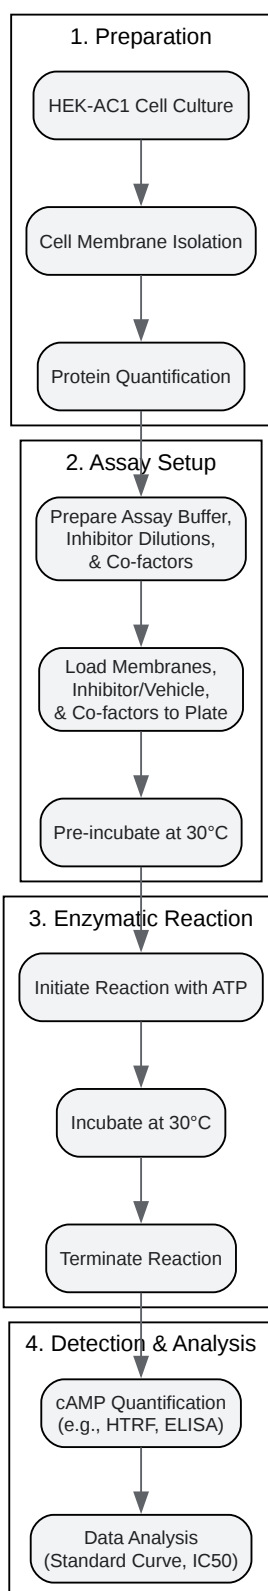 1. Preparation
HEK-AC1 Cell Culture
Cell Membrane Isolation
Protein Quantification
2. Assay Setup
Prepare Assay Buffer,
Inhibitor Dilutions,
& Co-factors
Load Membranes,
Inhibitor/Vehicle,
& Co-factors to Plate
Pre-incubate at 30°C
3. Enzymatic Reaction
Initiate Reaction with ATP
Incubate at 30°C
Terminate Reaction
4. Detection & Analysis
cAMP Quantification
(e.g., HTRF, ELISA)
Data Analysis
(Standard Curve, IC50)